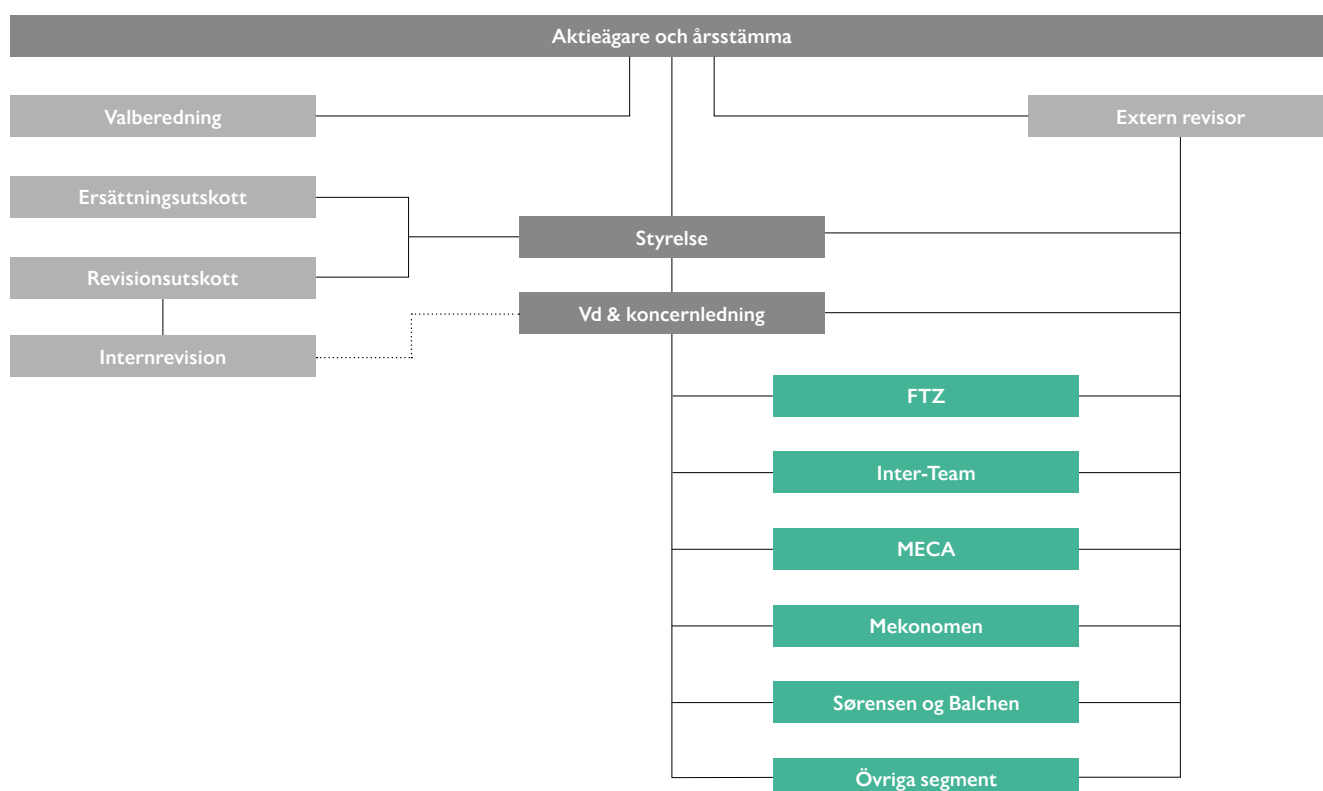 Aktieägare och årsstämma
Valberedning
Extern revisor
Ersättningsutskott
Styrelse
Revisionsutskott
Vd & koncernledning
Internrevision
FTZ
Inter-Team
MECA
Mekonomen
Sørensen og Balchen
Övriga segment